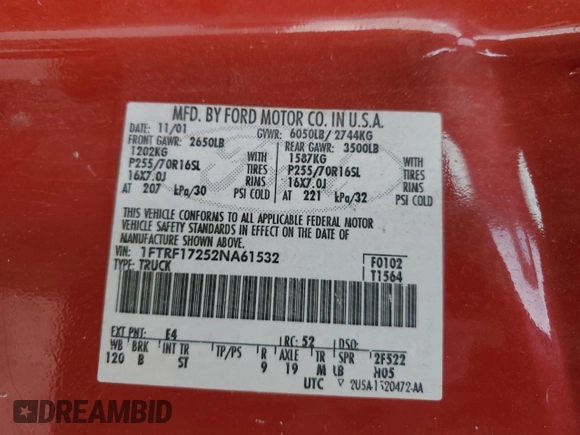 MFD. BY FORD MOTOR CO. IN U.S.A.
DATE: 11/01 GVWR: 6050LB/ 2744KG
FRONT GAWR: 2650LB REAR GAWR: 3500LB
1202KG 1587KG
P255/70R16SL TIRES P255/70R16SL TIRES
16X7.0J RIMS 16X7.0J RIMS
AT 207 kPa/30 PSI COLD AT 221 kPa/32 PSI COLD
THIS VEHICLE CONFORMS TO ALL APPLICABLE FEDERAL MOTOR
VEHICLE SAFETY STANDARDS IN EFFECT ON THE DATE OF
MANUFACTURE SHOWN ABOVE.
VIN: 1FTRF17252NA61532 F0102
TYPE: TRUCK T1564
EXT PNT: E4 RC: 52 DSO:
WB BRK INT TR TP/PS R AXLE TR SPR 2F522
120 B ST 9 19 M LB H05
UTC 2USA-1520472-AA
DREAMBID